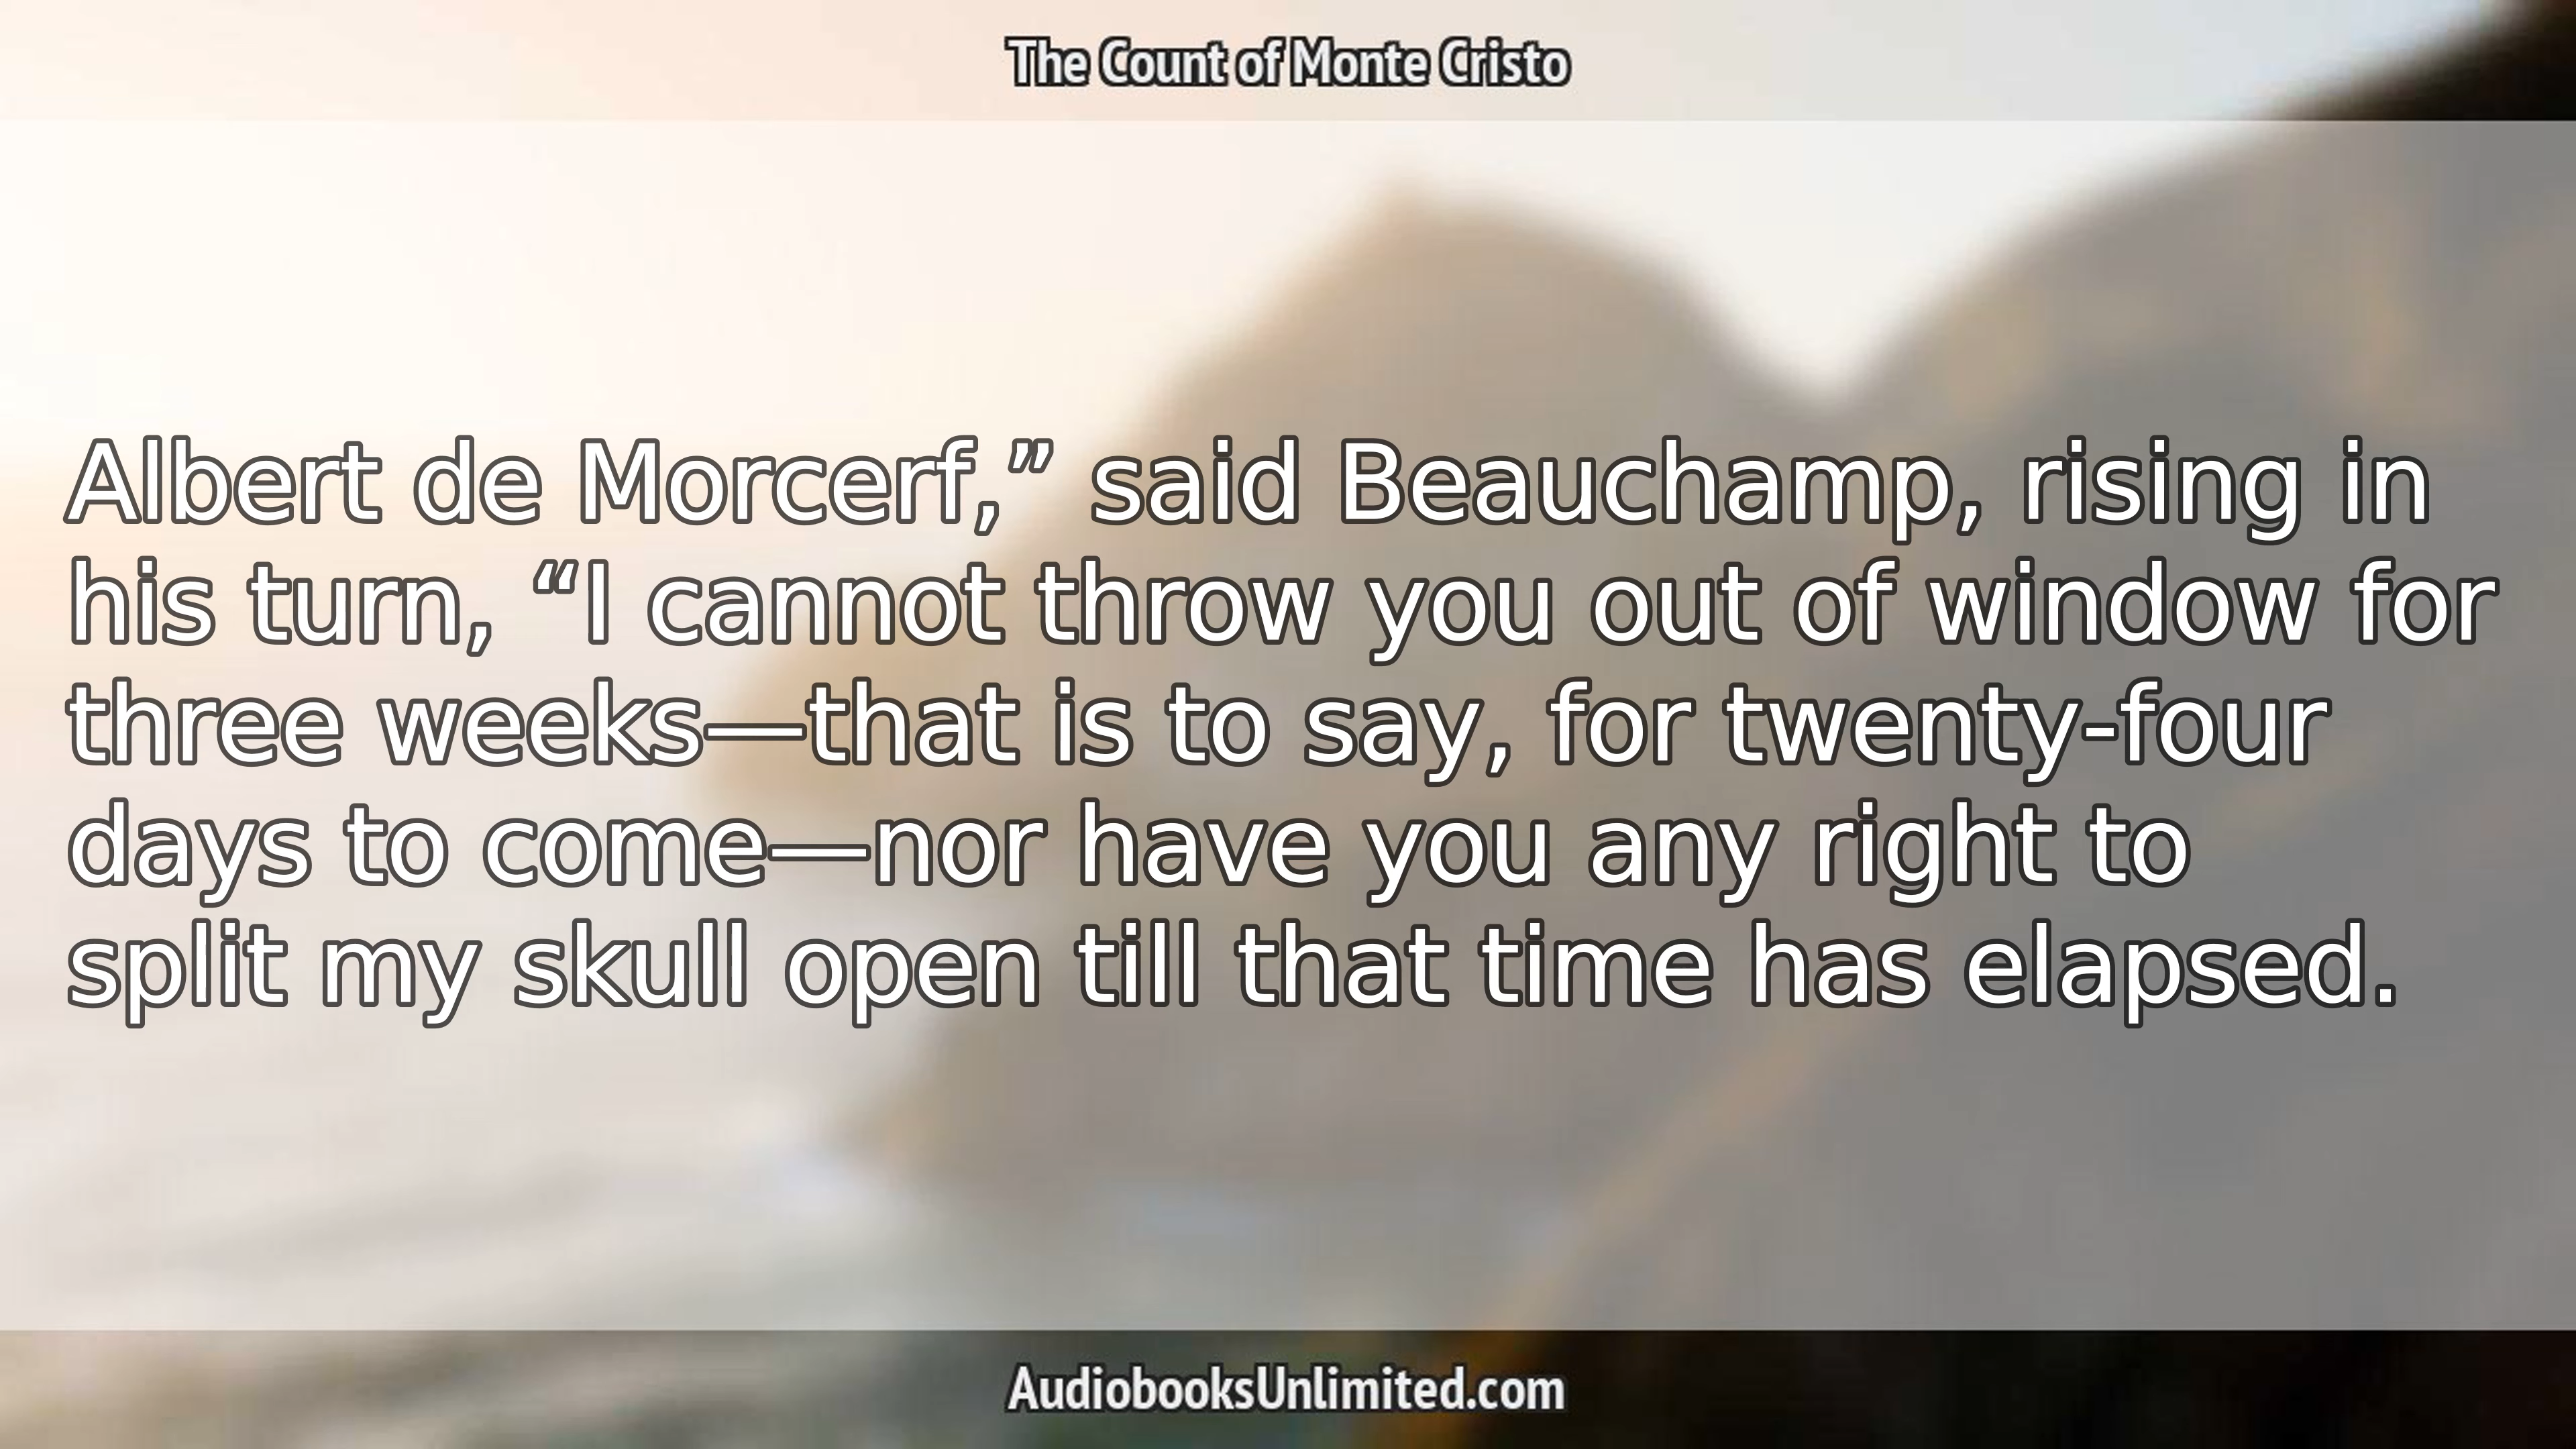 The Count of Monte Cristo
Albert de Morcerf,” said Beauchamp, rising in
his turn, “I cannot throw you out of window for
three weeks—that is to say, for twenty-four
days to come—nor have you any right to
split my skull open till that time has elapsed.
AudiobooksUnlimited.com